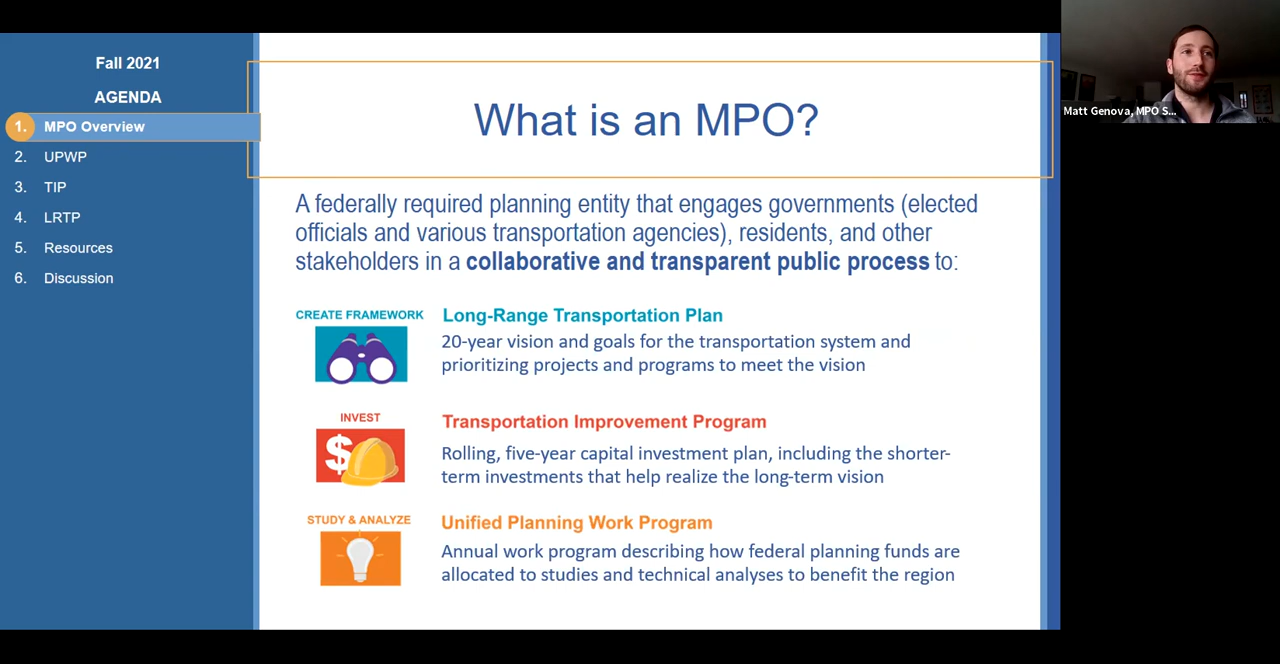 Fall 2021
AGENDA
1. MPO Overview
2. UPWP
3. TIP
4. LRTP
5. Resources
6. Discussion
What is an MPO?
A federally required planning entity that engages governments (elected
officials and various transportation agencies), residents, and other
stakeholders in a collaborative and transparent public process to:
CREATE FRAMEWORK
Long-Range Transportation Plan
20-year vision and goals for the transportation system and
prioritizing projects and programs to meet the vision
INVEST
$
Transportation Improvement Program
Rolling, five-year capital investment plan, including the shorter-
term investments that help realize the long-term vision
STUDY & ANALYZE
Unified Planning Work Program
Annual work program describing how federal planning funds are
allocated to studies and technical analyses to benefit the region
Matt Genova, MPO S...